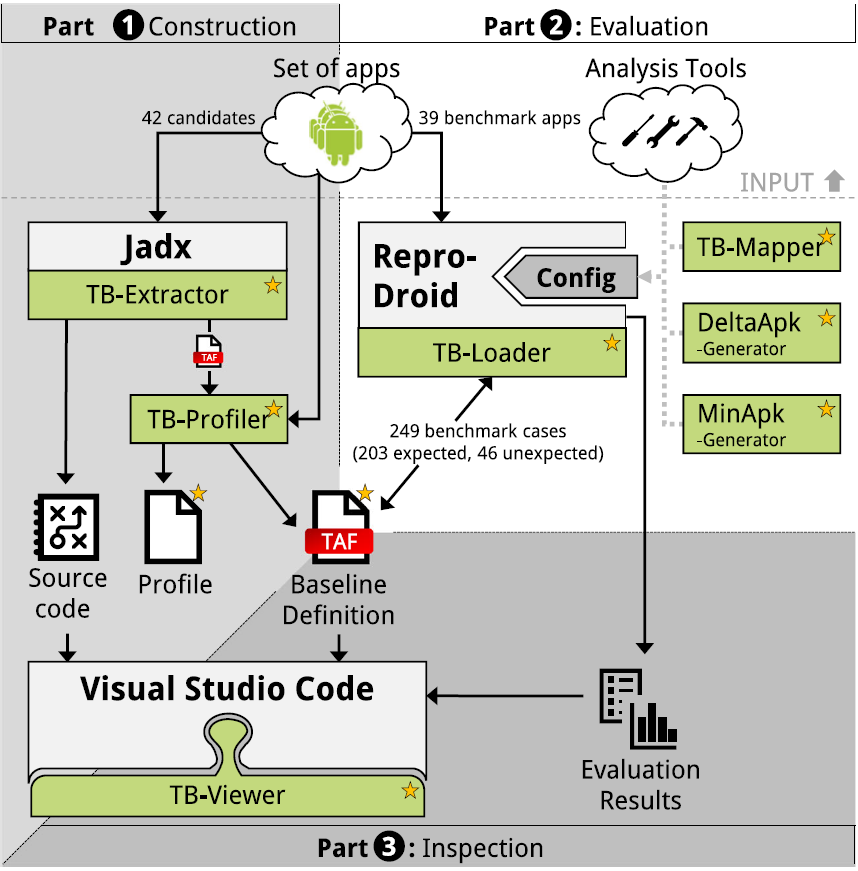 Part 1 Construction
Part 2 : Evaluation
Set of apps
Analysis Tools
42 candidates
39 benchmark apps
INPUT
Jadx
TB-Extractor
TAF
TB-Profiler
Repro-
Droid
Config
TB-Loader
TB-Mapper
DeltaApk
-Generator
MinApk
-Generator
249 benchmark cases
(203 expected, 46 unexpected)
Source
code
Profile
TAF
Baseline
Definition
Visual Studio Code
TB-Viewer
Evaluation
Results
Part 3 : Inspection